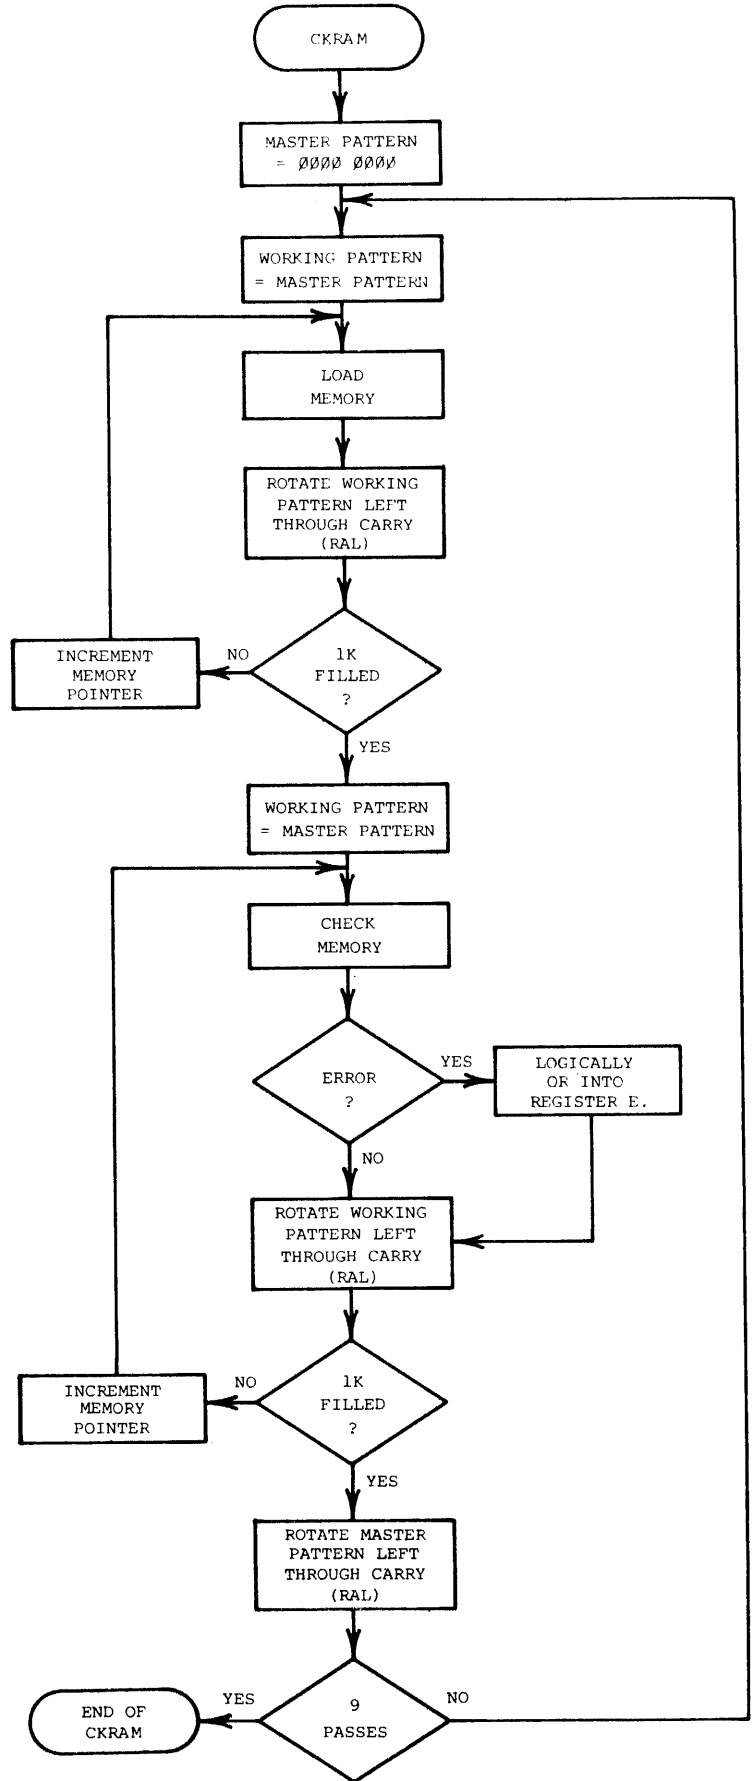 CKRAM
MASTER PATTERN
= 0000 0000
WORKING PATTERN
= MASTER PATTERN
LOAD
MEMORY
ROTATE WORKING
PATTERN LEFT
THROUGH CARRY
(RAL)
1K
FILLED
?
NO
INCREMENT
MEMORY
POINTER
YES
WORKING PATTERN
= MASTER PATTERN
CHECK
MEMORY
ERROR
?
YES
LOGICALLY
OR INTO
REGISTER E.
NO
ROTATE WORKING
PATTERN LEFT
THROUGH CARRY
(RAL)
1K
FILLED
?
NO
INCREMENT
MEMORY
POINTER
YES
ROTATE MASTER
PATTERN LEFT
THROUGH CARRY
(RAL)
9
PASSES
YES
NO
END OF
CKRAM